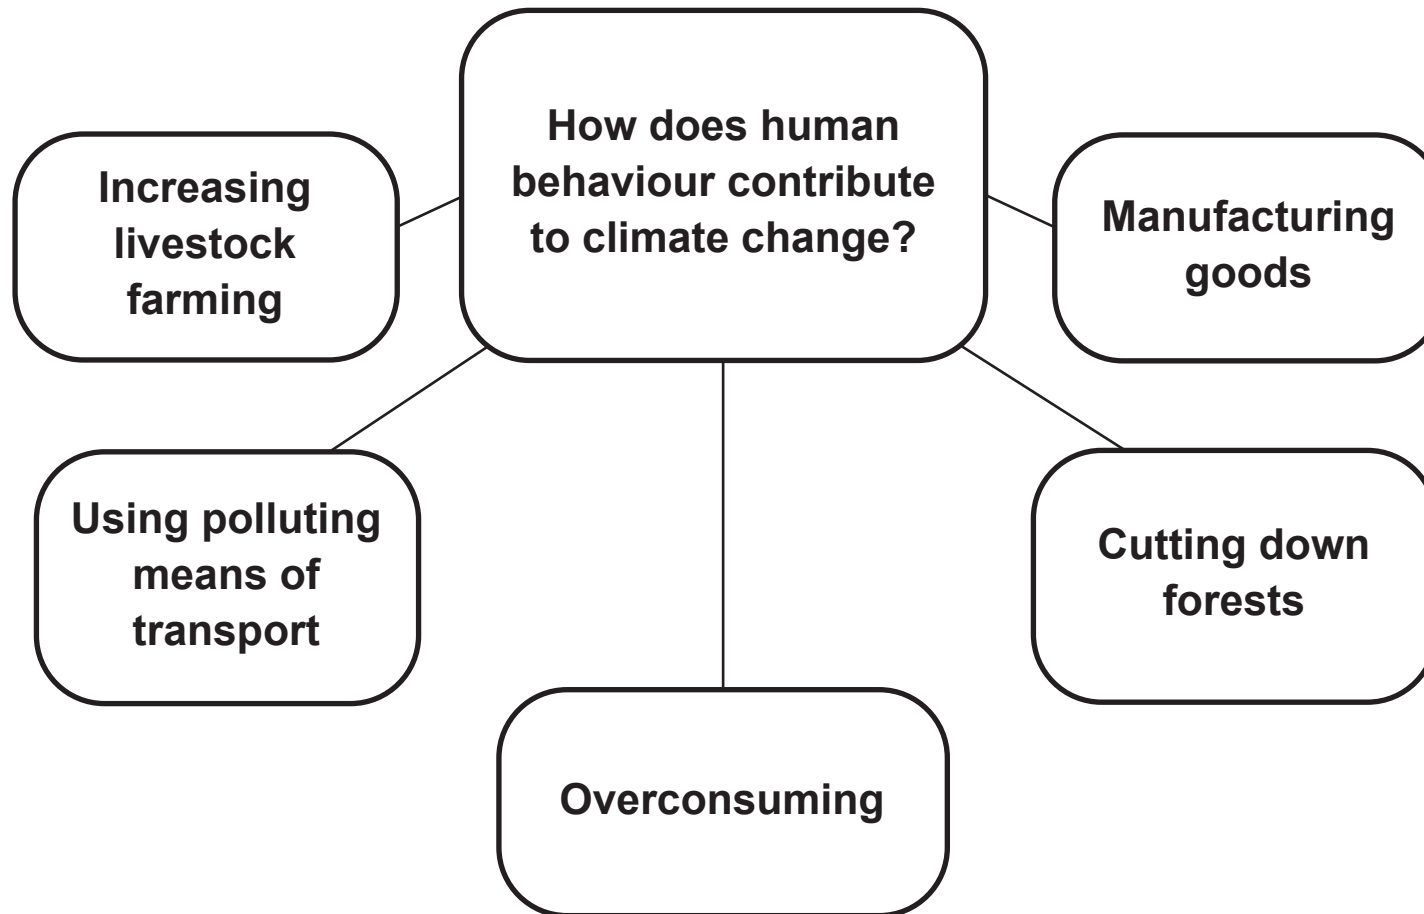 How does human
behaviour contribute
to climate change?
Increasing
livestock
farming
Manufacturing
goods
Using polluting
means of
transport
Cutting down
forests
Overconsuming